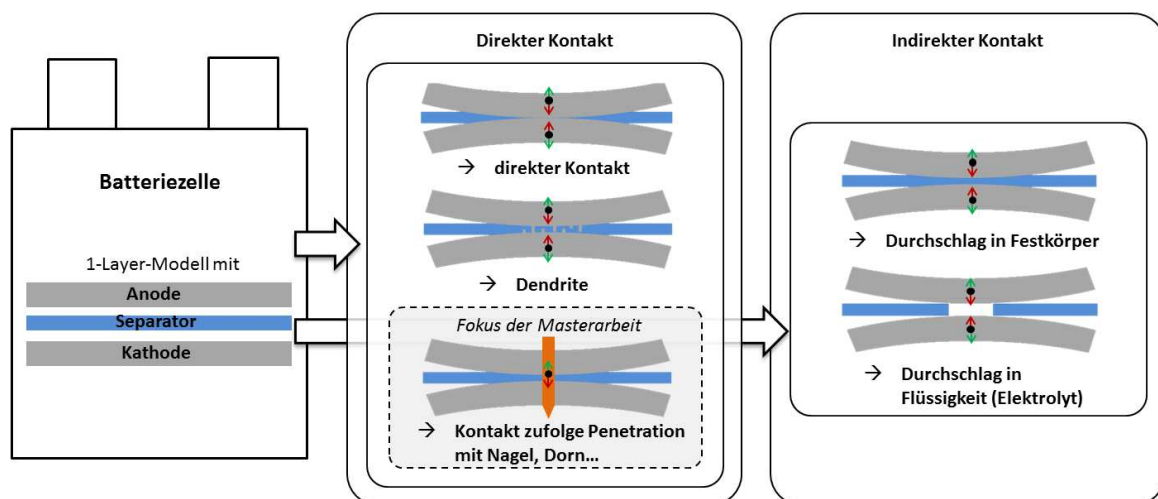 Batteriezelle
1-Layer-Modell mit
Anode
Separator
Kathode
Direkter Kontakt
→ direkter Kontakt
→ Dendrite
Fokus der Masterarbeit
→ Kontakt zufolge Penetration
mit Nagel, Dorn...
Indirekter Kontakt
→ Durchschlag in Festkörper
→ Durchschlag in
Flüssigkeit (Elektrolyt)